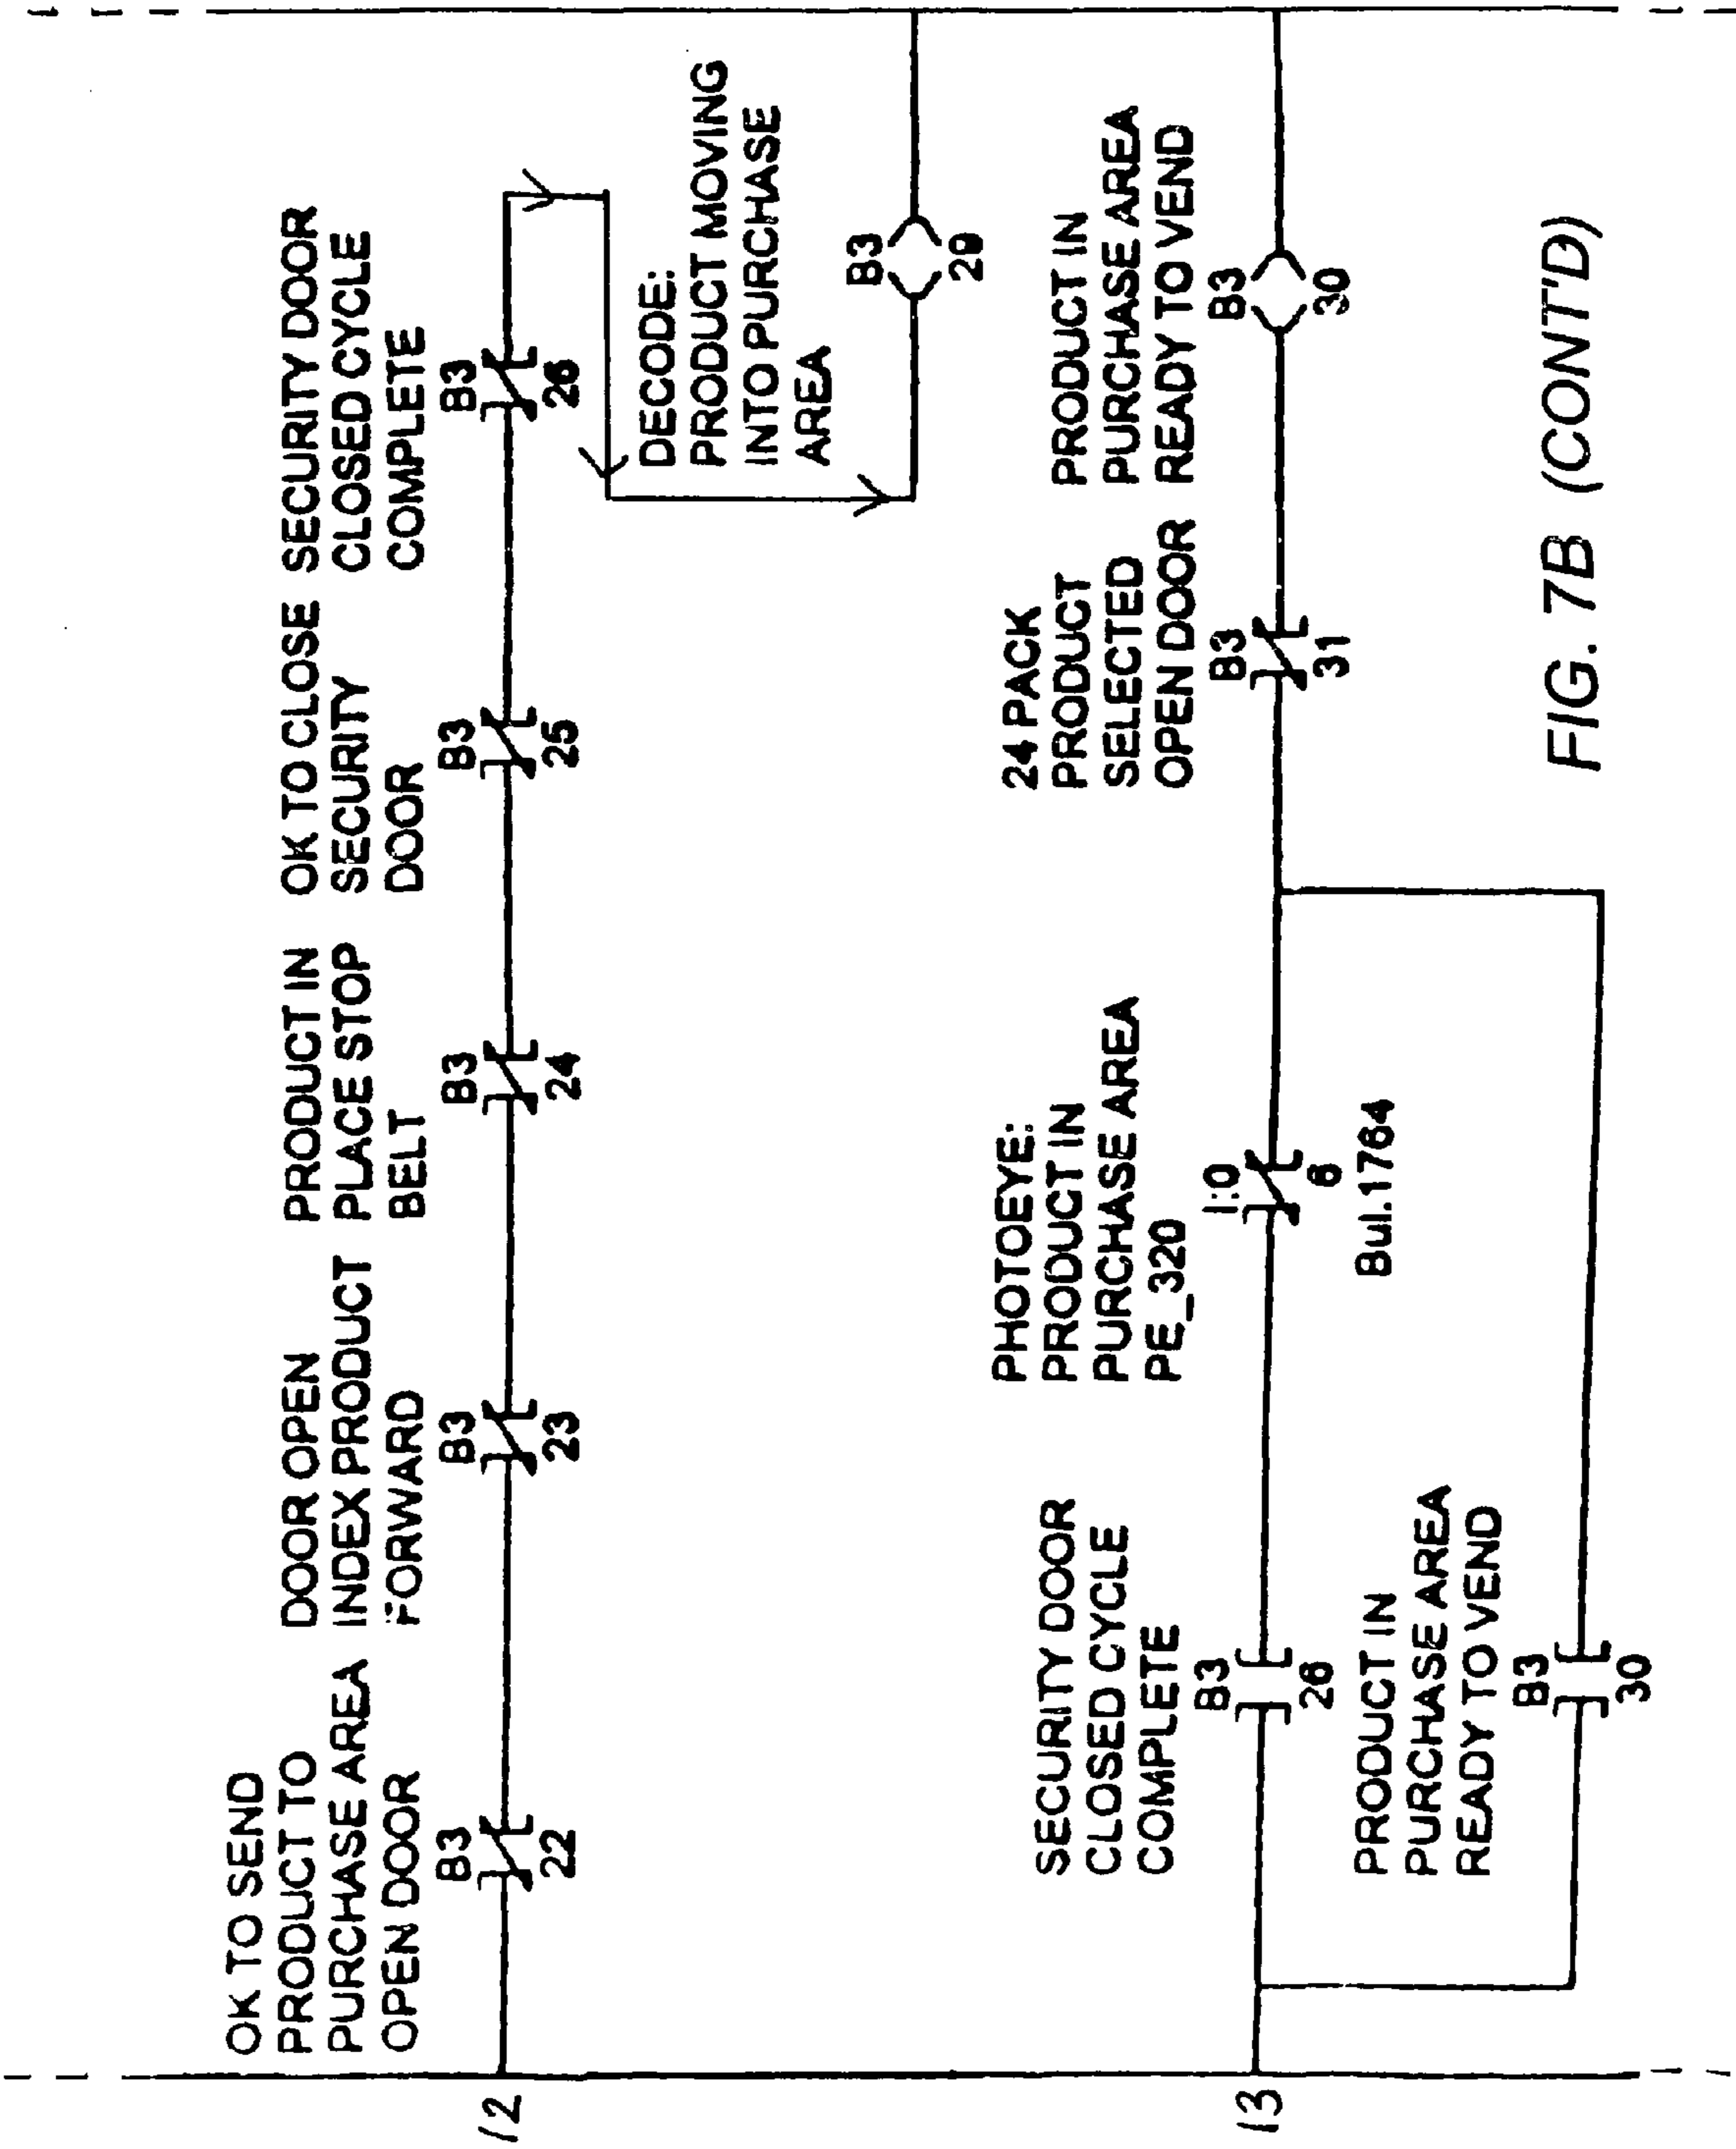 12
OK TO SEND
PRODUCT TO
PURCHASE AREA
OPEN DOOR
B3
22
DOOR OPEN
INDEX PRODUCT
FORWARD
B3
23
PRODUCT IN
PLACE STOP
BELT
B3
24
OK TO CLOSE
SECURITY
DOOR
B3
25
SECURITY DOOR
CLOSED CYCLE
COMPLETE
B3
26
DECODE:
PRODUCT MOVING
INTO PURCHASE
AREA
B3
29
13
SECURITY DOOR
CLOSED CYCLE
COMPLETE
B3
26
PHOTOEYE:
PRODUCT IN
PURCHASE AREA
PE_320
I:0
6
Bul.1764
24 PACK
PRODUCT
SELECTED
OPEN DOOR
B3
31
PRODUCT IN
PURCHASE AREA
READY TO VEND
B3
30
PRODUCT IN
PURCHASE AREA
READY TO VEND
B3
30
FIG. 7B (CONT'D)